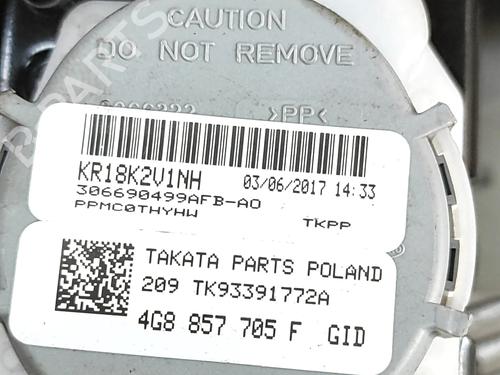 CAUTION
DO NOT REMOVE
>PP<
KR18K2V1NH 03/06/2017 14:33
306690499AFB-AO
PPMC0THYHW TKPP
TAKATA PARTS POLAND
209 TK93391772A
4G8 857 705 F GID